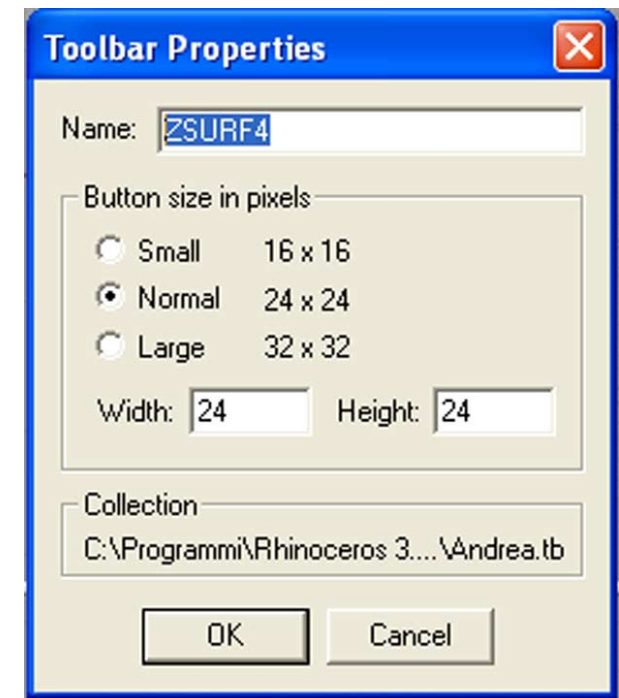 Toolbar Properties
Name: ZSURF4
Button size in pixels
Small 16 x 16
Normal 24 x 24
Large 32 x 32
Width: 24 Height: 24
Collection
C:\Programmi\Rhinoceros 3....\Andrea.tb
OK Cancel